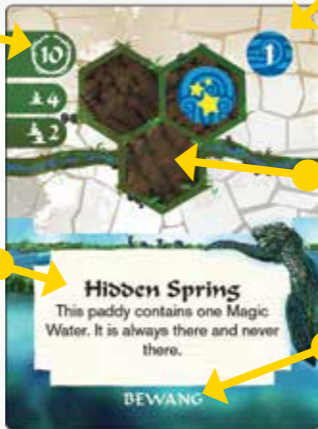 10
1
4
2
Hidden Spring
This paddy contains one Magic
Water. It is always there and never
there.
BEWANG